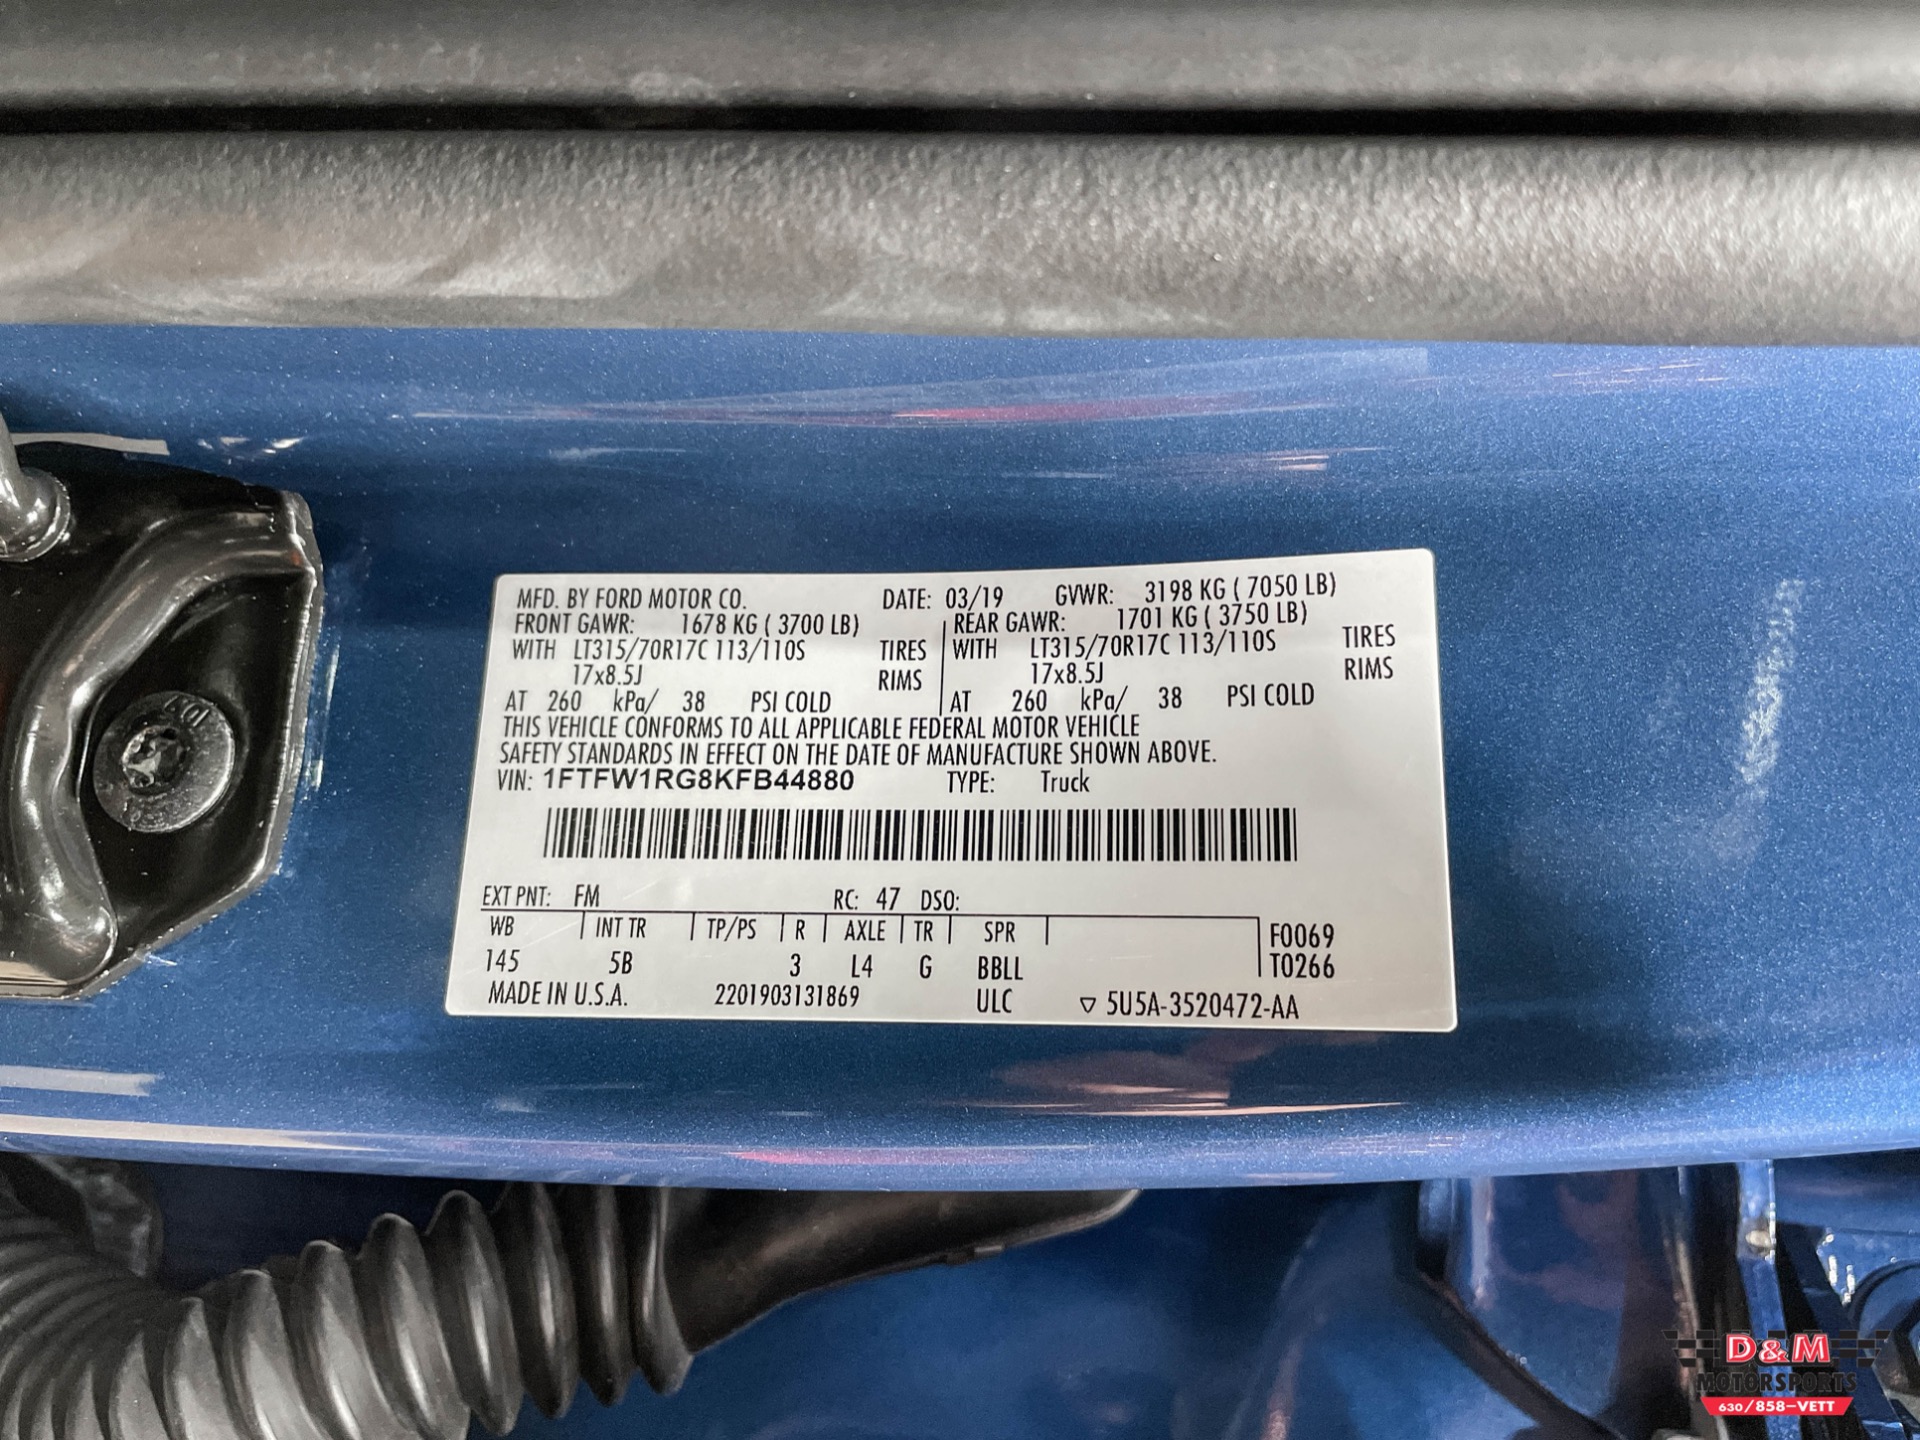 MFD. BY FORD MOTOR CO. DATE: 03/19 GVWR: 3198 KG ( 7050 LB)
FRONT GAWR: 1678 KG ( 3700 LB) REAR GAWR: 1701 KG ( 3750 LB)
WITH LT315/70R17C 113/110S TIRES WITH LT315/70R17C 113/110S TIRES
17x8.5J RIMS 17x8.5J RIMS
AT 260 kPa/ 38 PSI COLD AT 260 kPa/ 38 PSI COLD
THIS VEHICLE CONFORMS TO ALL APPLICABLE FEDERAL MOTOR VEHICLE
SAFETY STANDARDS IN EFFECT ON THE DATE OF MANUFACTURE SHOWN ABOVE.
VIN: 1FTFW1RG8KFB44880 TYPE: Truck
EXT PNT: FM RC: 47 DSO:
WB INT TR TP/PS R AXLE TR SPR F0069
145 5B 3 L4 G BBLL T0266
MADE IN U.S.A. 2201903131869 ULC ▽ 5U5A-3520472-AA
D&M
MOTORSPORTS
630/858-VETT